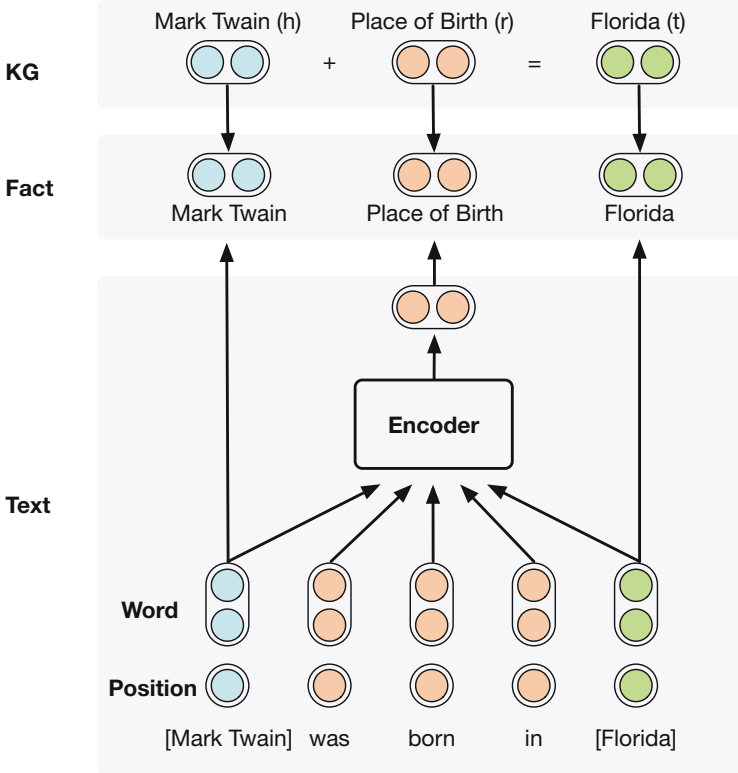 Mark Twain (h) Place of Birth (r) Florida (t)
KG + =
Fact
Mark Twain Place of Birth Florida
Encoder
Text
Word
Position
[Mark Twain] was born in [Florida]